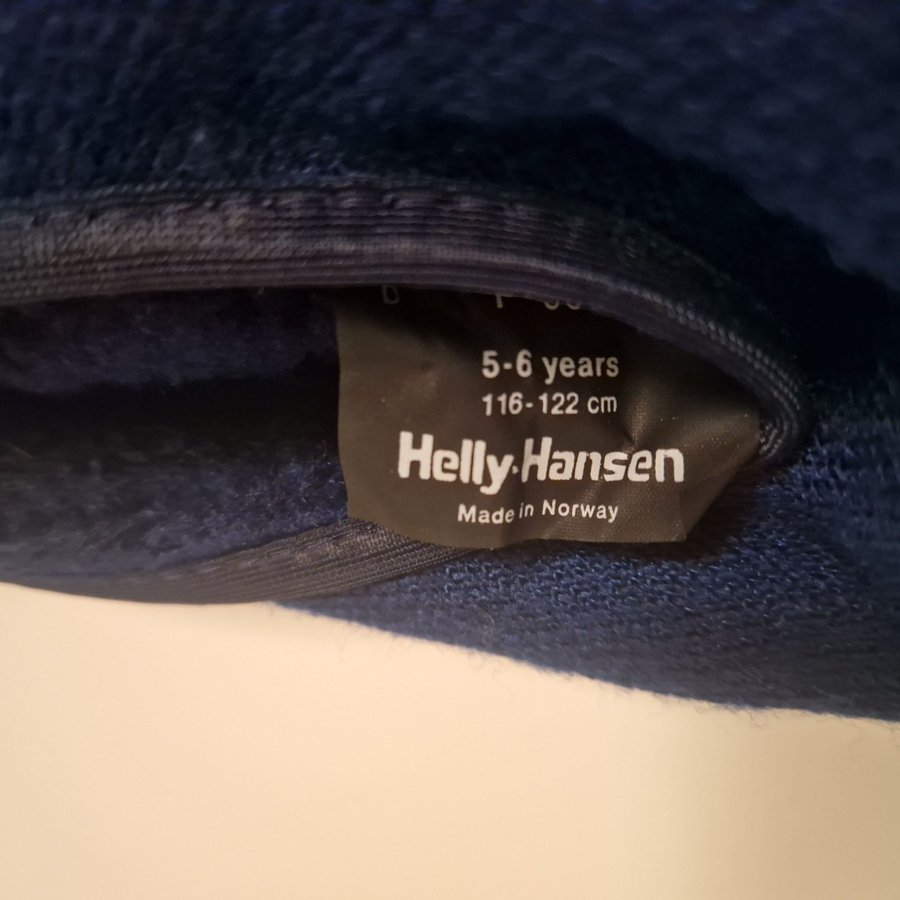 5-6 years
116-122 cm
Helly-Hansen
Made in Norway